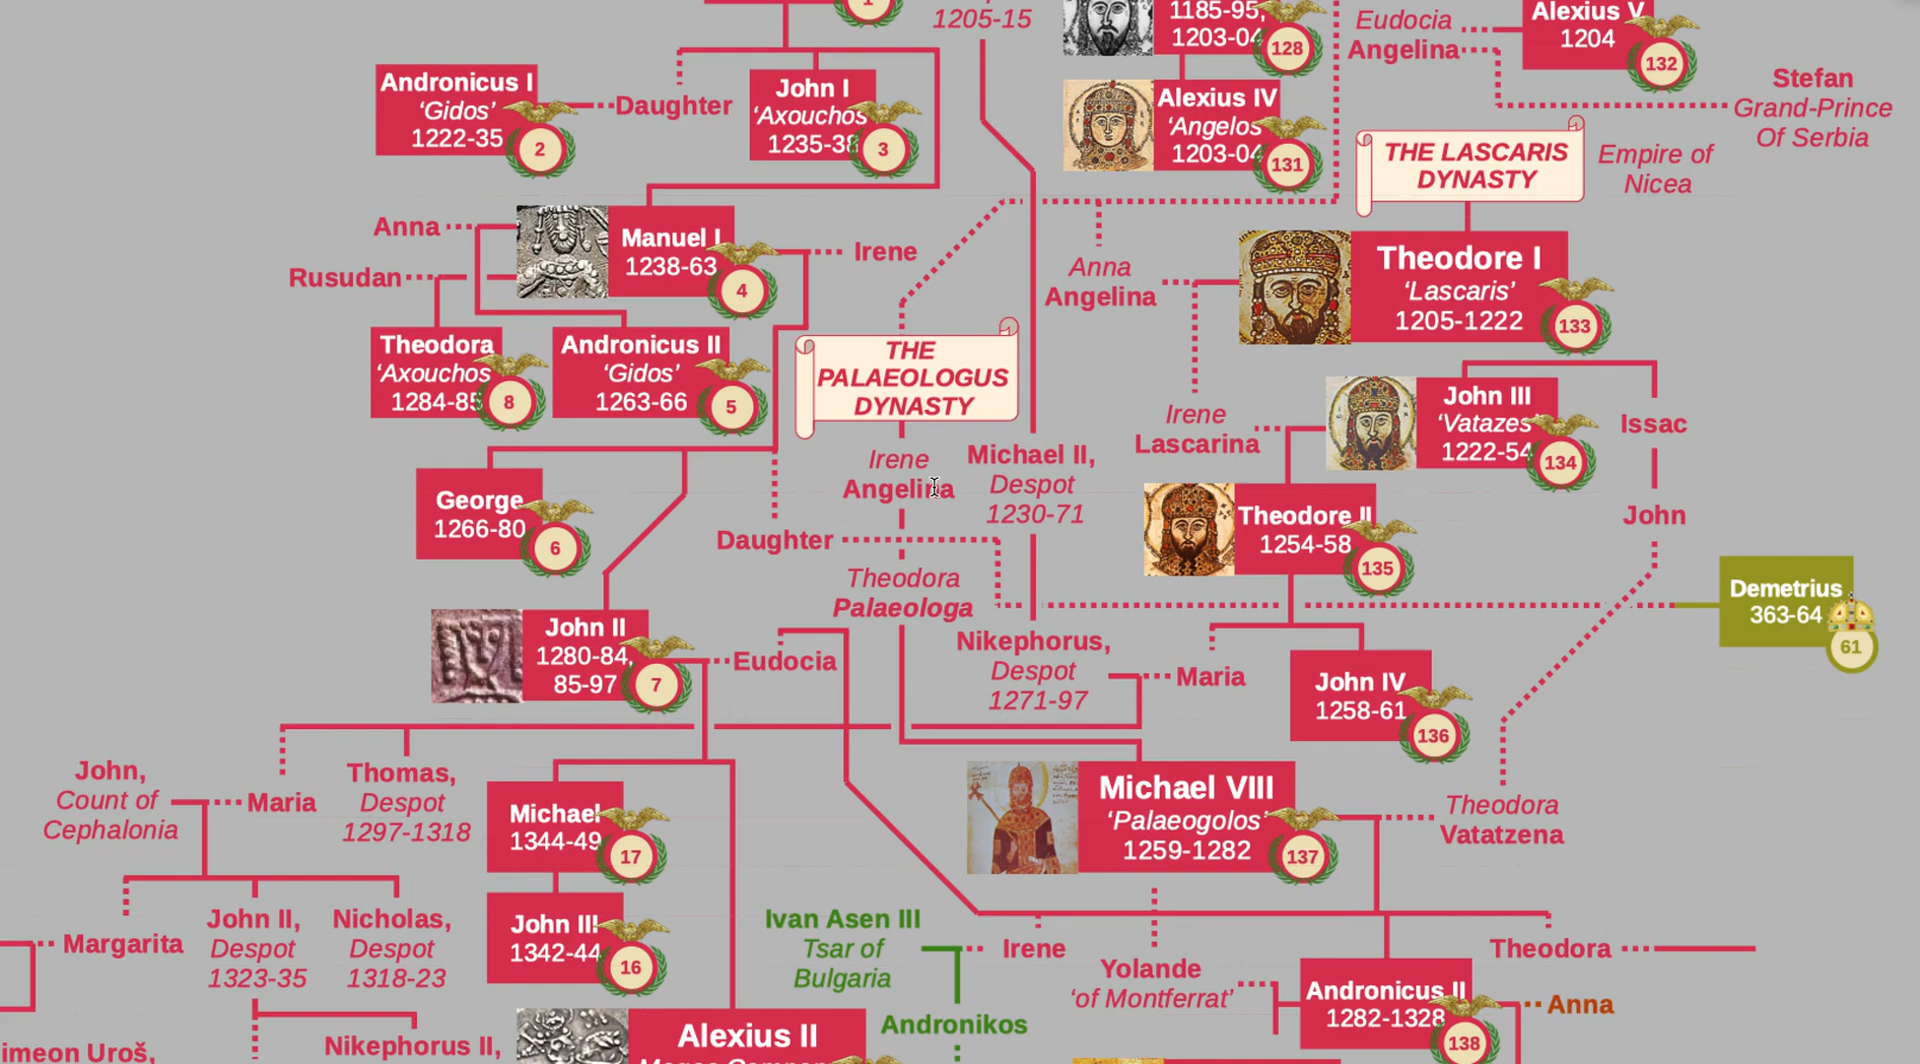 1205-15
1185-95,
1203-04
128
Eudocia
Angelina
Alexius V
1204
132
Stefan
Grand-Prince
Of Serbia
Andronicus I
‘Gidos’
1222-35
2
Daughter
John I
‘Axouchos
1235-38
3
Alexius IV
‘Angelos
1203-04
131
THE LASCARIS
DYNASTY
Empire of
Nicea
Anna
Rusudan
Manuel I
1238-63
4
Irene
Anna
Angelina
Theodore I
‘Lascaris’
1205-1222
133
Theodora
‘Axouchos
1284-85
8
Andronicus II
‘Gidos’
1263-66
5
THE
PALAEOLOGUS
DYNASTY
Irene
Lascarina
John III
‘Vatazes
1222-54
134
Issac
George
1266-80
6
Irene
Angelina
Michael II,
Despot
1230-71
Theodore II
1254-58
135
John
Daughter
Theodora
Palaeologa
Demetrius
363-64
61
John II
1280-84,
85-97
7
Eudocia
Nikephorus,
Despot
1271-97
Maria
John IV
1258-61
136
John,
Count of
Cephalonia
Maria
Thomas,
Despot
1297-1318
Michael
1344-49
17
Michael VIII
‘Palaeogolos’
1259-1282
137
Theodora
Vatatzena
Margarita
John II,
Despot
1323-35
Nicholas,
Despot
1318-23
John III
1342-44
16
Ivan Asen III
Tsar of
Bulgaria
Irene
Yolande
‘of Montferrat’
Theodora
Andronicus II
1282-1328
138
Anna
Andronikos
imeon Uroš,
Nikephorus II,
Alexius II